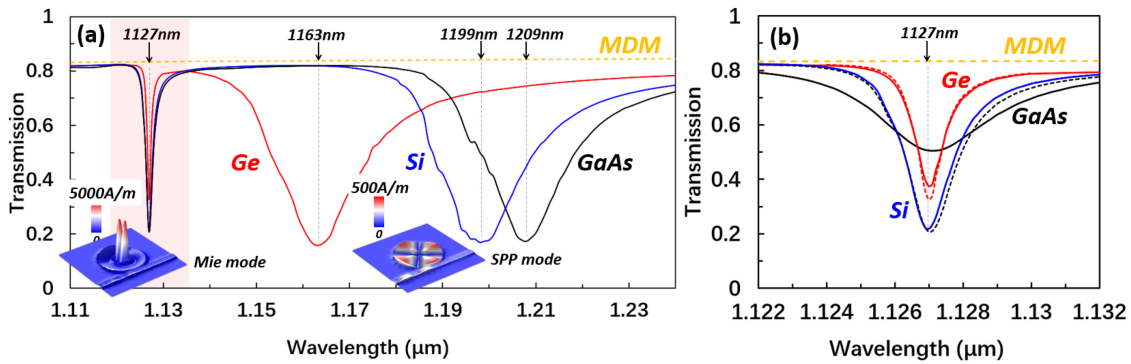 (a)
1127nm
1163nm
1199nm
1209nm
MDM
Ge
Si
GaAs
5000A/m
0
Mie mode
500A/m
0
SPP mode
Transmission
1
0.8
0.6
0.4
0.2
0
1.11
1.13
1.15
1.17
1.19
1.21
1.23
Wavelength (μm)
(b)
1127nm
MDM
Ge
GaAs
Si
Transmission
1
0.8
0.6
0.4
0.2
0
1.122
1.124
1.126
1.128
1.13
1.132
Wavelength (μm)